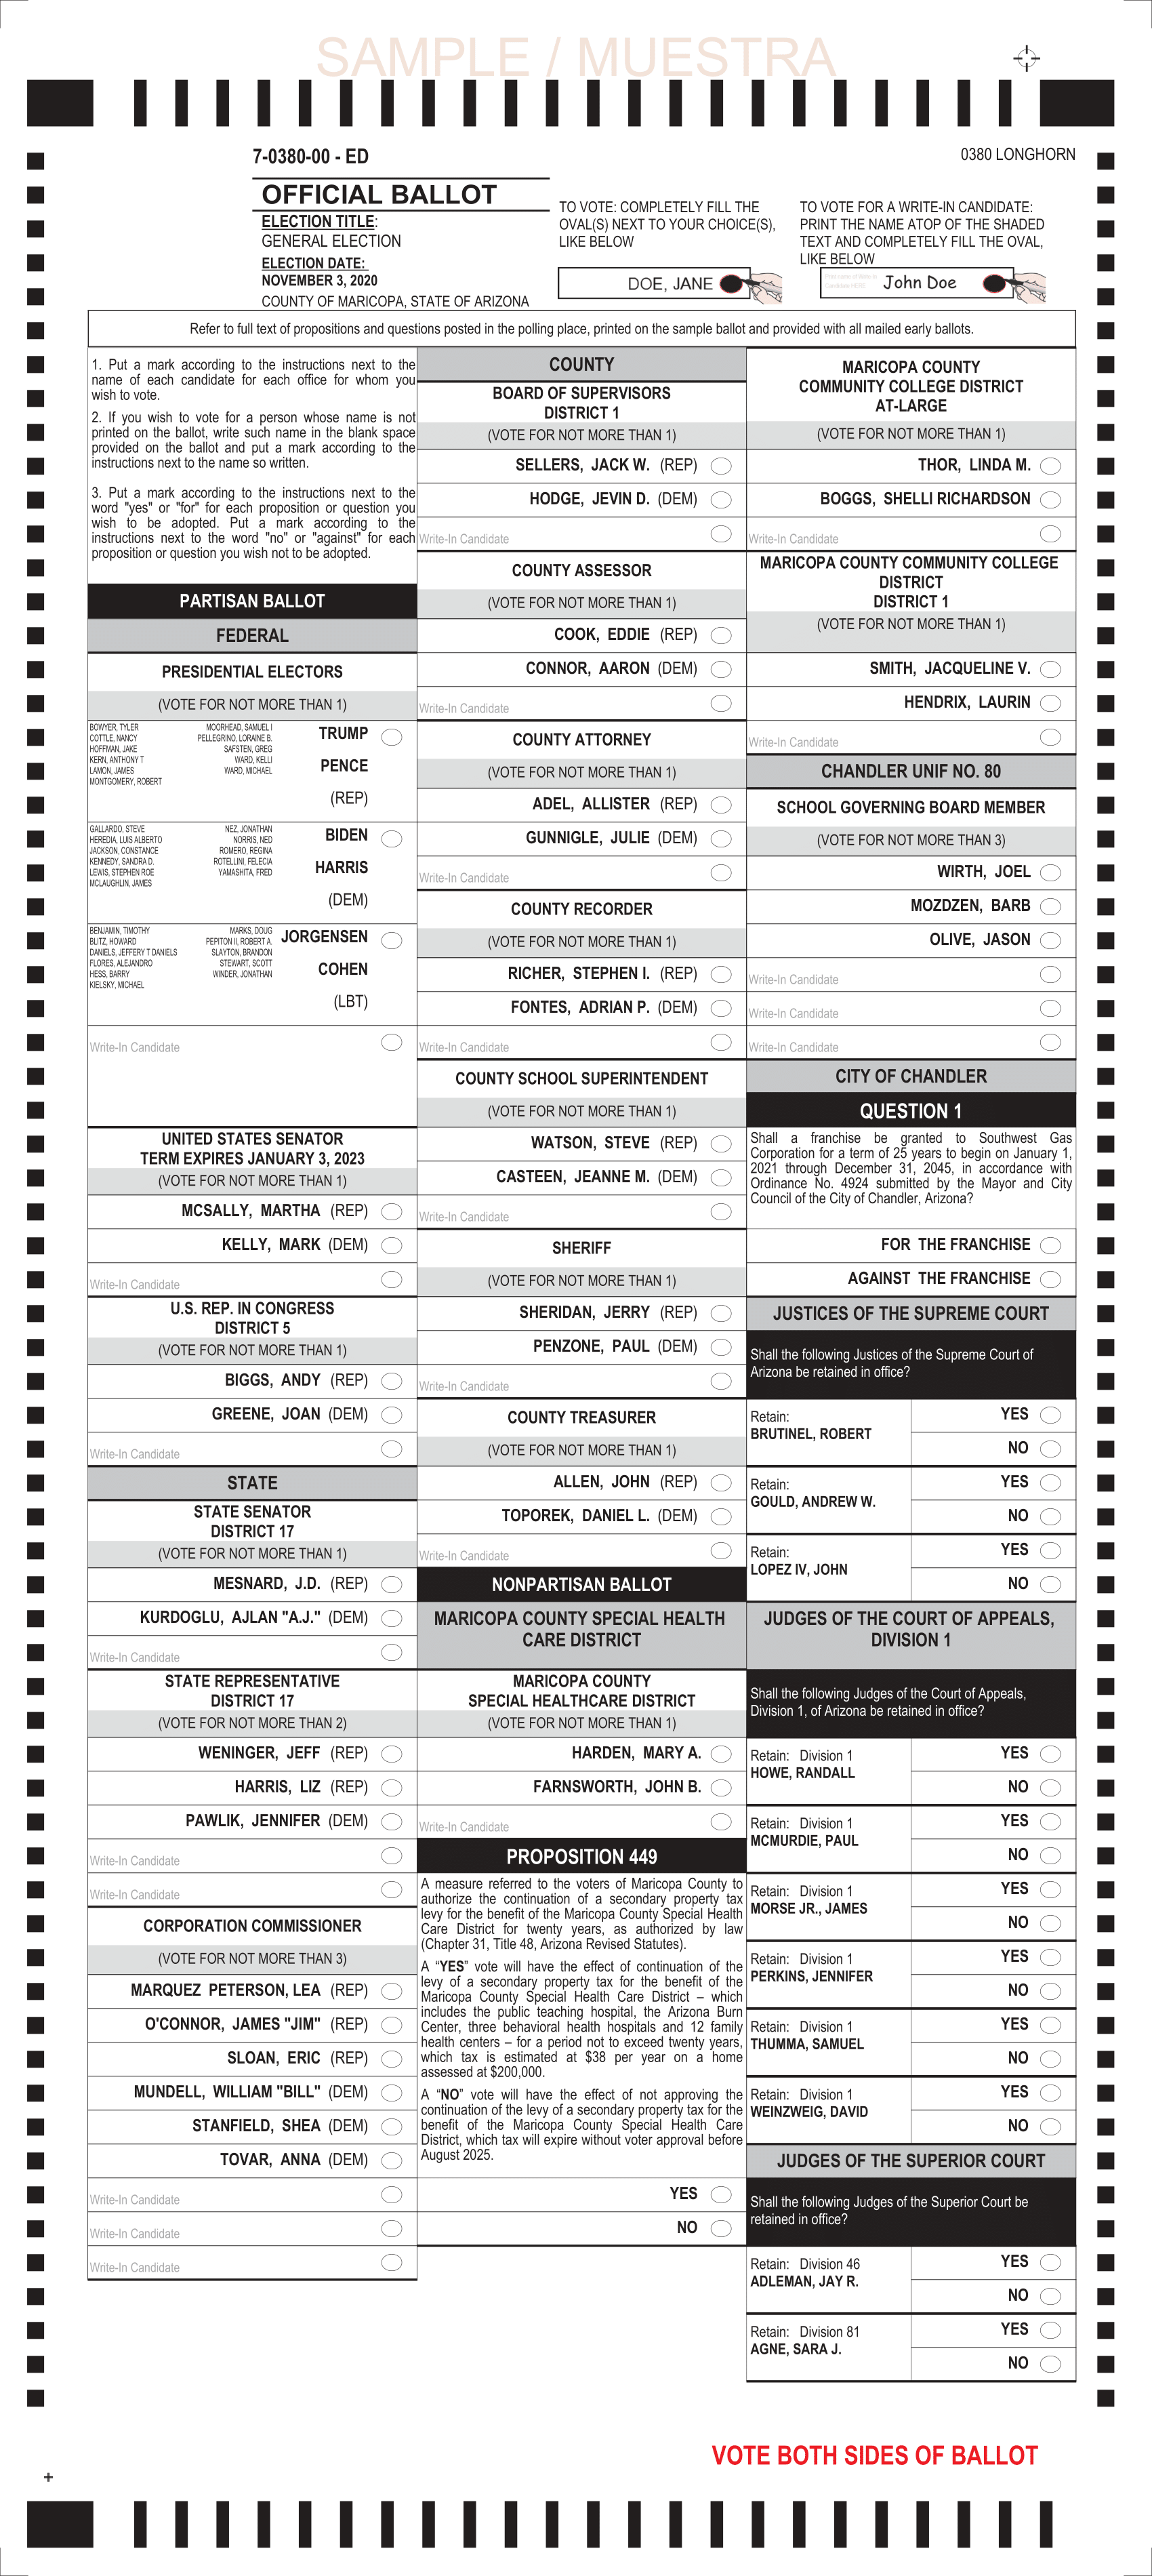 SAMPLE / MUESTRA
7-0380-00 - ED
0380 LONGHORN
OFFICIAL BALLOT
ELECTION TITLE:
GENERAL ELECTION
ELECTION DATE:
NOVEMBER 3, 2020
COUNTY OF MARICOPA, STATE OF ARIZONA
TO VOTE: COMPLETELY FILL THE
OVAL(S) NEXT TO YOUR CHOICE(S),
LIKE BELOW
DOE, JANE
TO VOTE FOR A WRITE-IN CANDIDATE:
PRINT THE NAME ATOP OF THE SHADED
TEXT AND COMPLETELY FILL THE OVAL,
LIKE BELOW
John Doe
Refer to full text of propositions and questions posted in the polling place, printed on the sample ballot and provided with all mailed early ballots.
1. Put a mark according to the instructions next to the
name of each candidate for each office for whom you
wish to vote.
2. If you wish to vote for a person whose name is not
printed on the ballot, write such name in the blank space
provided on the ballot and put a mark according to the
instructions next to the name so written.
3. Put a mark according to the instructions next to the
word "yes" or "for" for each proposition or question you
wish to be adopted. Put a mark according to the
instructions next to the word "no" or "against" for each
proposition or question you wish not to be adopted.
PARTISAN BALLOT
FEDERAL
PRESIDENTIAL ELECTORS
(VOTE FOR NOT MORE THAN 1)
BOWYER, TYLER MOORHEAD, SAMUEL I
COTTLE, NANCY PELLEGRINO, LORAINE B.
HOFFMAN, JAKE SAFSTEN, GREG
KERN, ANTHONY T WARD, KELLI
LAMON, JAMES WARD, MICHAEL
MONTGOMERY, ROBERT
TRUMP
PENCE
(REP)
GALLARDO, STEVE NEZ, JONATHAN
HEREDIA, LUIS ALBERTO NORRIS, NED
JACKSON, CONSTANCE ROMERO, REGINA
KENNEDY, SANDRA D. ROTELLINI, FELECIA
LEWIS, STEPHEN ROE YAMASHITA, FRED
MCLAUGHLIN, JAMES
BIDEN
HARRIS
(DEM)
BENJAMIN, TIMOTHY MARKS, DOUG
BLITZ, HOWARD PEPITON II, ROBERT A.
DANIELS, JEFFERY T DANIELS SLAYTON, BRANDON
FLORES, ALEJANDRO STEWART, SCOTT
HESS, BARRY WINDER, JONATHAN
KIELSKY, MICHAEL
JORGENSEN
COHEN
(LBT)
Write-In Candidate
UNITED STATES SENATOR
TERM EXPIRES JANUARY 3, 2023
(VOTE FOR NOT MORE THAN 1)
MCSALLY, MARTHA (REP)
KELLY, MARK (DEM)
Write-In Candidate
U.S. REP. IN CONGRESS
DISTRICT 5
(VOTE FOR NOT MORE THAN 1)
BIGGS, ANDY (REP)
GREENE, JOAN (DEM)
Write-In Candidate
STATE
STATE SENATOR
DISTRICT 17
(VOTE FOR NOT MORE THAN 1)
MESNARD, J.D. (REP)
KURDOGLU, AJLAN "A.J." (DEM)
Write-In Candidate
STATE REPRESENTATIVE
DISTRICT 17
(VOTE FOR NOT MORE THAN 2)
WENINGER, JEFF (REP)
HARRIS, LIZ (REP)
PAWLIK, JENNIFER (DEM)
Write-In Candidate
Write-In Candidate
CORPORATION COMMISSIONER
(VOTE FOR NOT MORE THAN 3)
MARQUEZ PETERSON, LEA (REP)
O'CONNOR, JAMES "JIM" (REP)
SLOAN, ERIC (REP)
MUNDELL, WILLIAM "BILL" (DEM)
STANFIELD, SHEA (DEM)
TOVAR, ANNA (DEM)
Write-In Candidate
Write-In Candidate
Write-In Candidate
COUNTY
BOARD OF SUPERVISORS
DISTRICT 1
(VOTE FOR NOT MORE THAN 1)
SELLERS, JACK W. (REP)
HODGE, JEVIN D. (DEM)
Write-In Candidate
COUNTY ASSESSOR
(VOTE FOR NOT MORE THAN 1)
COOK, EDDIE (REP)
CONNOR, AARON (DEM)
Write-In Candidate
COUNTY ATTORNEY
(VOTE FOR NOT MORE THAN 1)
ADEL, ALLISTER (REP)
GUNNIGLE, JULIE (DEM)
Write-In Candidate
COUNTY RECORDER
(VOTE FOR NOT MORE THAN 1)
RICHER, STEPHEN I. (REP)
FONTES, ADRIAN P. (DEM)
Write-In Candidate
COUNTY SCHOOL SUPERINTENDENT
(VOTE FOR NOT MORE THAN 1)
WATSON, STEVE (REP)
CASTEEN, JEANNE M. (DEM)
Write-In Candidate
SHERIFF
(VOTE FOR NOT MORE THAN 1)
SHERIDAN, JERRY (REP)
PENZONE, PAUL (DEM)
Write-In Candidate
COUNTY TREASURER
(VOTE FOR NOT MORE THAN 1)
ALLEN, JOHN (REP)
TOPOREK, DANIEL L. (DEM)
Write-In Candidate
NONPARTISAN BALLOT
MARICOPA COUNTY SPECIAL HEALTH
CARE DISTRICT
MARICOPA COUNTY
SPECIAL HEALTHCARE DISTRICT
(VOTE FOR NOT MORE THAN 1)
HARDEN, MARY A.
FARNSWORTH, JOHN B.
Write-In Candidate
PROPOSITION 449
A measure referred to the voters of Maricopa County to
authorize the continuation of a secondary property tax
levy for the benefit of the Maricopa County Special Health
Care District for twenty years, as authorized by law
(Chapter 31, Title 48, Arizona Revised Statutes).
A “YES” vote will have the effect of continuation of the
levy of a secondary property tax for the benefit of the
Maricopa County Special Health Care District – which
includes the public teaching hospital, the Arizona Burn
Center, three behavioral health hospitals and 12 family
health centers – for a period not to exceed twenty years,
which tax is estimated at $38 per year on a home
assessed at $200,000.
A “NO” vote will have the effect of not approving the
continuation of the levy of a secondary property tax for the
benefit of the Maricopa County Special Health Care
District, which tax will expire without voter approval before
August 2025.
YES
NO
MARICOPA COUNTY
COMMUNITY COLLEGE DISTRICT
AT-LARGE
(VOTE FOR NOT MORE THAN 1)
THOR, LINDA M.
BOGGS, SHELLI RICHARDSON
Write-In Candidate
MARICOPA COUNTY COMMUNITY COLLEGE
DISTRICT
DISTRICT 1
(VOTE FOR NOT MORE THAN 1)
SMITH, JACQUELINE V.
HENDRIX, LAURIN
Write-In Candidate
CHANDLER UNIF NO. 80
SCHOOL GOVERNING BOARD MEMBER
(VOTE FOR NOT MORE THAN 3)
WIRTH, JOEL
MOZDZEN, BARB
OLIVE, JASON
Write-In Candidate
Write-In Candidate
Write-In Candidate
CITY OF CHANDLER
QUESTION 1
Shall a franchise be granted to Southwest Gas
Corporation for a term of 25 years to begin on January 1,
2021 through December 31, 2045, in accordance with
Ordinance No. 4924 submitted by the Mayor and City
Council of the City of Chandler, Arizona?
FOR THE FRANCHISE
AGAINST THE FRANCHISE
JUSTICES OF THE SUPREME COURT
Shall the following Justices of the Supreme Court of
Arizona be retained in office?
Retain:
BRUTINEL, ROBERT
YES
NO
Retain:
GOULD, ANDREW W.
YES
NO
Retain:
LOPEZ IV, JOHN
YES
NO
JUDGES OF THE COURT OF APPEALS,
DIVISION 1
Shall the following Judges of the Court of Appeals,
Division 1, of Arizona be retained in office?
Retain: Division 1
HOWE, RANDALL
YES
NO
Retain: Division 1
MCMURDIE, PAUL
YES
NO
Retain: Division 1
MORSE JR., JAMES
YES
NO
Retain: Division 1
PERKINS, JENNIFER
YES
NO
Retain: Division 1
THUMMA, SAMUEL
YES
NO
Retain: Division 1
WEINZWEIG, DAVID
YES
NO
JUDGES OF THE SUPERIOR COURT
Shall the following Judges of the Superior Court be
retained in office?
Retain: Division 46
ADLEMAN, JAY R.
YES
NO
Retain: Division 81
AGNE, SARA J.
YES
NO
VOTE BOTH SIDES OF BALLOT